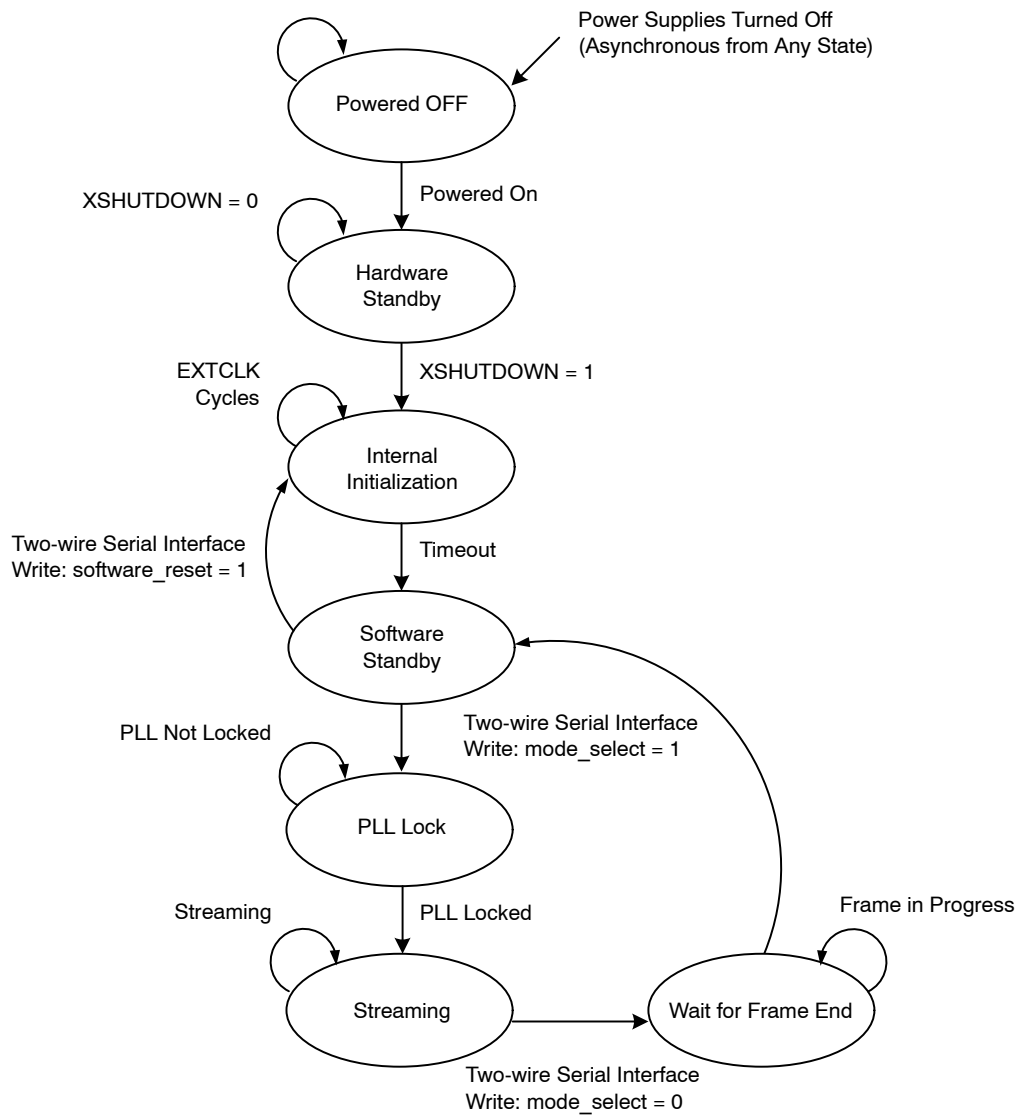 Power Supplies Turned Off
(Asynchronous from Any State)
Powered OFF
Powered On
XSHUTDOWN = 0
Hardware
Standby
XSHUTDOWN = 1
EXTCLK
Cycles
Internal
Initialization
Timeout
Two-wire Serial Interface
Write: software_reset = 1
Software
Standby
Two-wire Serial Interface
Write: mode_select = 1
PLL Not Locked
PLL Lock
PLL Locked
Streaming
Frame in Progress
Streaming
Wait for Frame End
Two-wire Serial Interface
Write: mode_select = 0